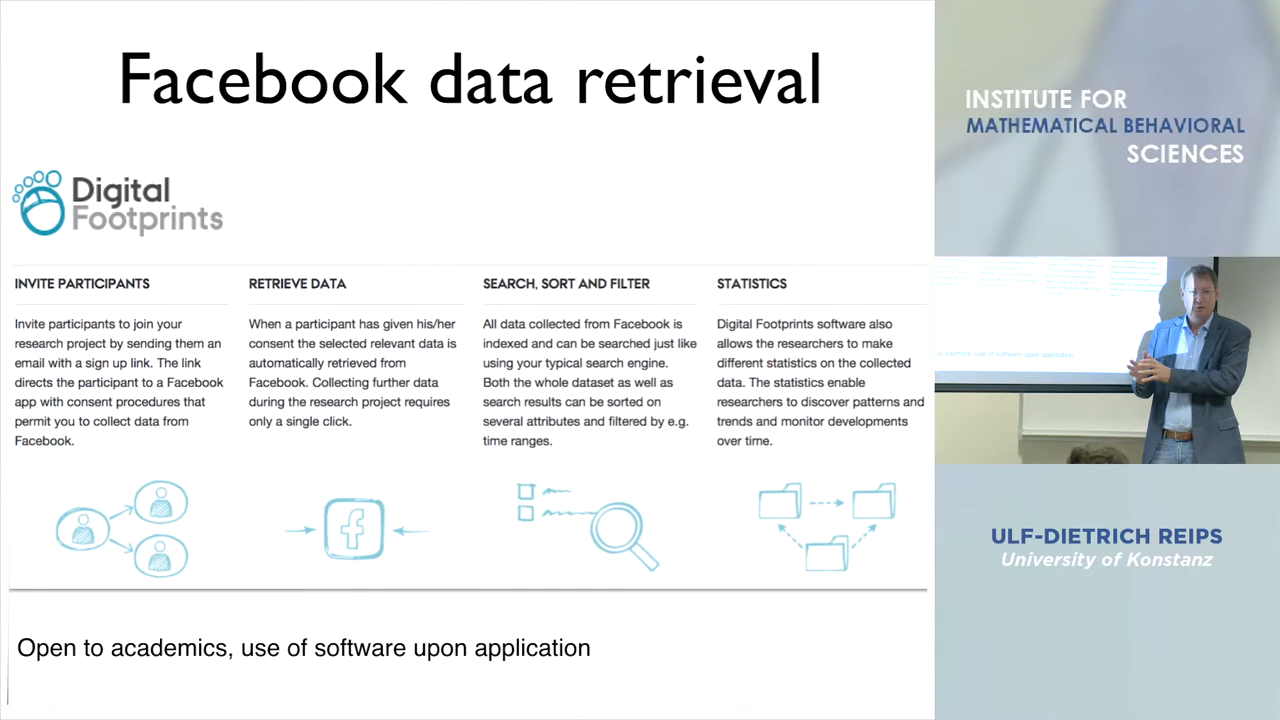 Facebook data retrieval
Digital
Footprints
INVITE PARTICIPANTS
Invite participants to join your
research project by sending them an
email with a sign up link. The link
directs the participant to a Facebook
app with consent procedures that
permit you to collect data from
Facebook.
RETRIEVE DATA
When a participant has given his/her
consent the selected relevant data is
automatically retrieved from
Facebook. Collecting further data
during the research project requires
only a single click.
SEARCH, SORT AND FILTER
All data collected from Facebook is
indexed and can be searched just like
using your typical search engine.
Both the whole dataset as well as
search results can be sorted on
several attributes and filtered by e.g.
time ranges.
STATISTICS
Digital Footprints software also
allows the researchers to make
different statistics on the collected
data. The statistics enable
researchers to discover patterns and
trends and monitor developments
over time.
f
Open to academics, use of software upon application
INSTITUTE FOR
MATHEMATICAL BEHAVIORAL
SCIENCES
academics, use of software upon application
ULF-DIETRICH REIPS
University of Konstanz